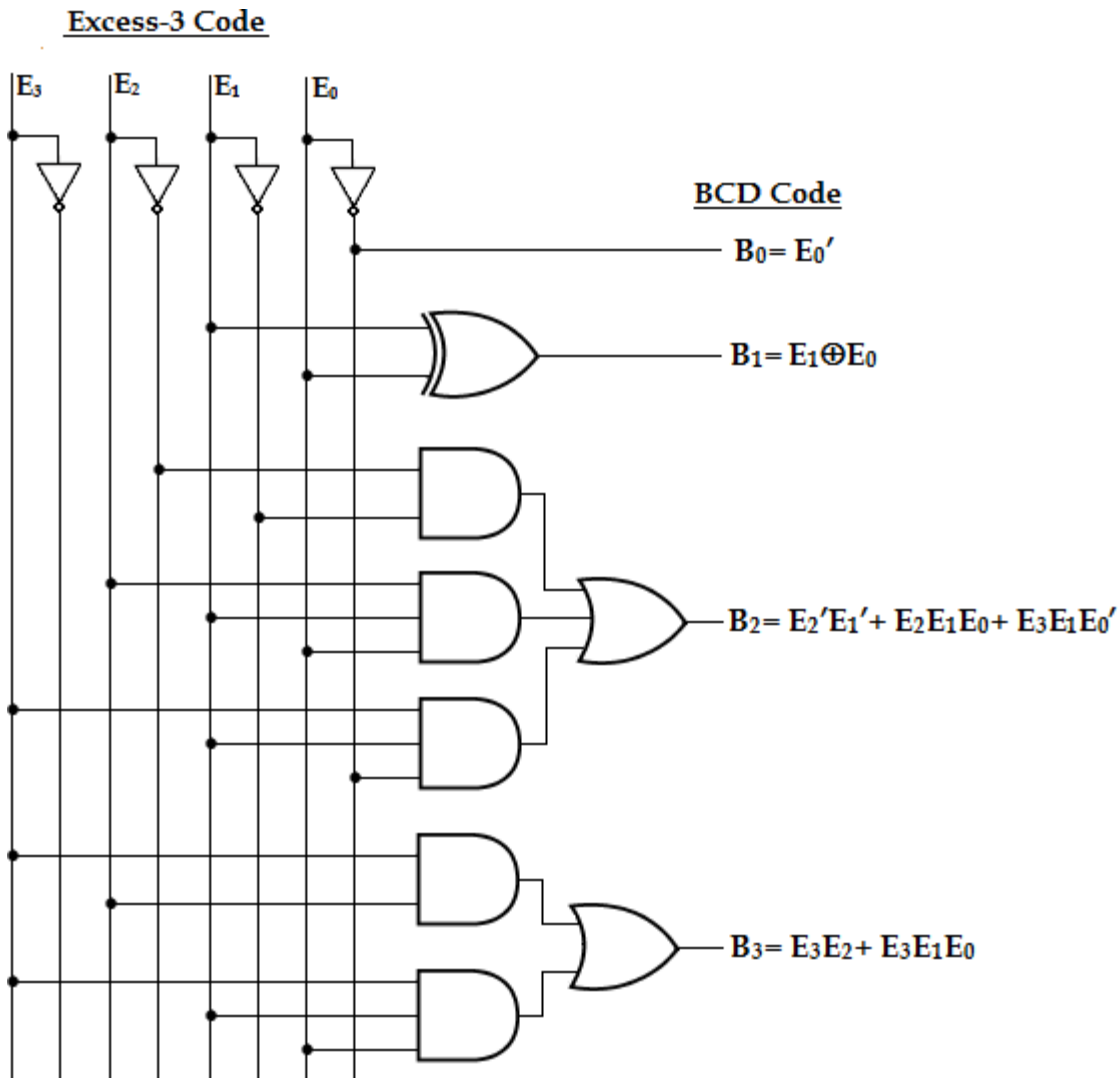 Excess-3 Code
E₃ E₂ E₁ E₀
BCD Code
B₀= E₀′
B₁= E₁⊕E₀
B₂= E₂′E₁′+ E₂E₁E₀+ E₃E₁E₀′
B₃= E₃E₂+ E₃E₁E₀